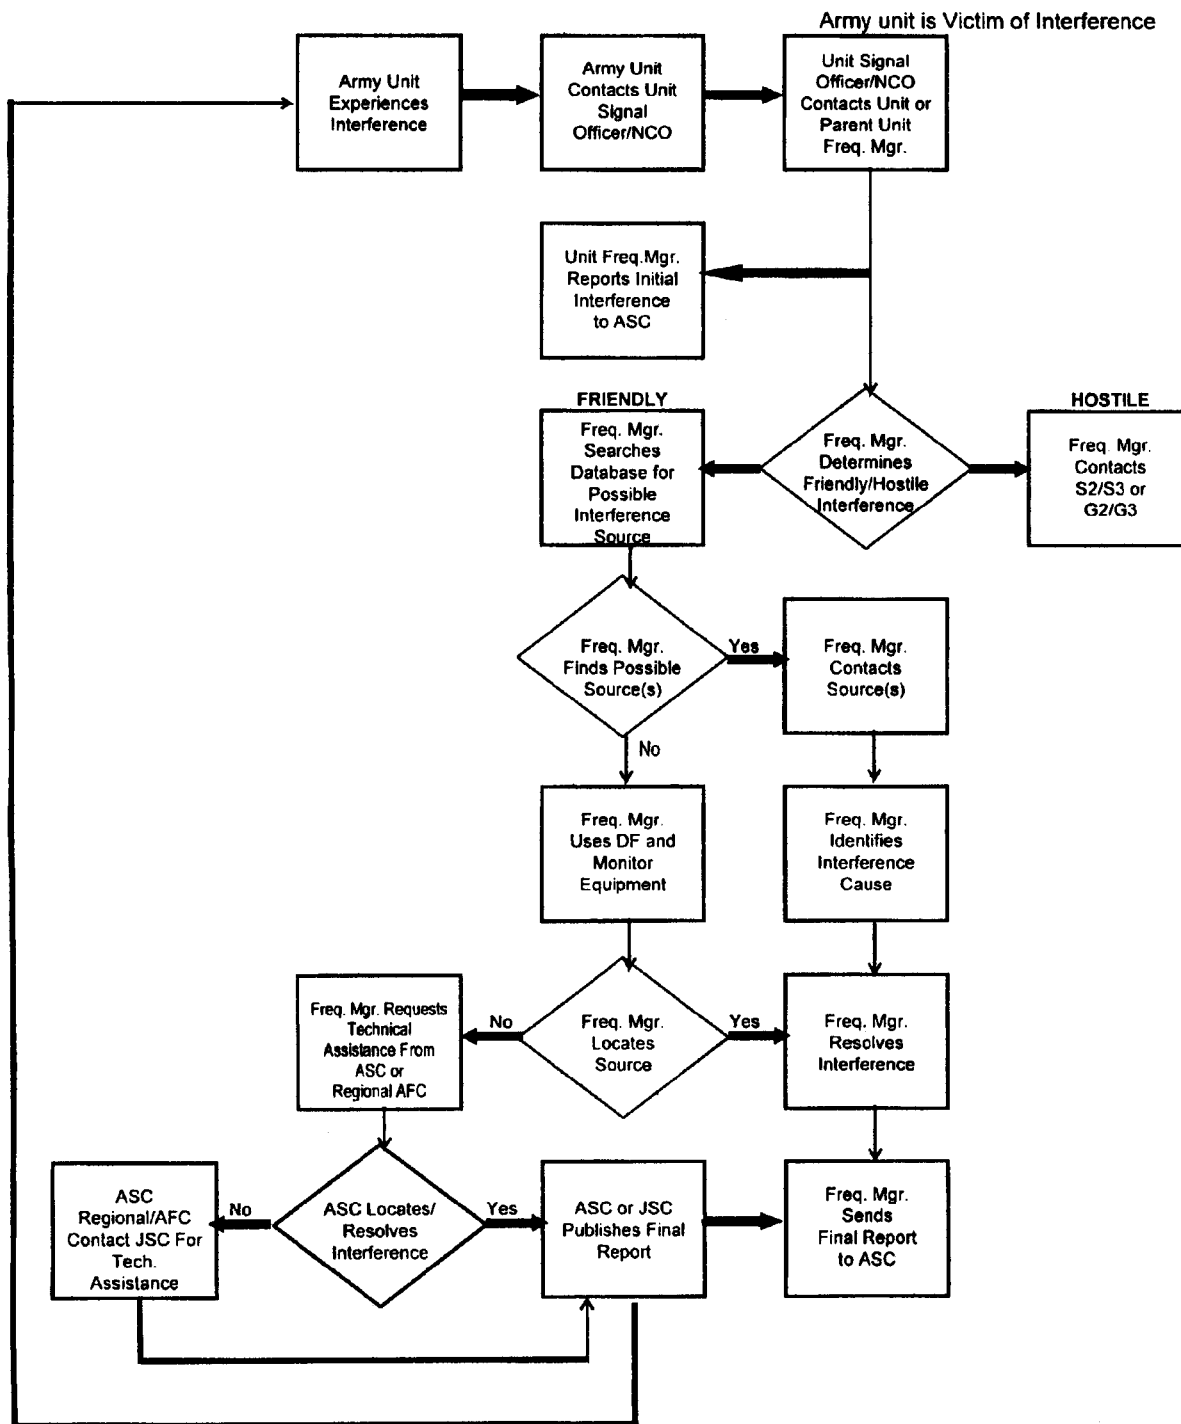 Army unit is Victim of Interference
Army Unit
Experiences
Interference
Army Unit
Contacts Unit
Signal
Officer/NCO
Unit Signal
Officer/NCO
Contacts Unit or
Parent Unit
Freq. Mgr.
Unit Freq.Mgr.
Reports Initial
Interference
to ASC
FRIENDLY
Freq. Mgr.
Searches
Database for
Possible
Interference
Source
Freq. Mgr.
Determines
Friendly/Hostile
Interference
HOSTILE
Freq. Mgr.
Contacts
S2/S3 or
G2/G3
Freq. Mgr.
Finds Possible
Source(s)
Yes
Freq. Mgr.
Contacts
Source(s)
No
Freq. Mgr.
Uses DF and
Monitor
Equipment
Freq. Mgr.
Identifies
Interference
Cause
Freq. Mgr. Requests
Technical
Assistance From
ASC or
Regional AFC
No
Freq. Mgr.
Locates
Source
Yes
Freq. Mgr.
Resolves
Interference
ASC
Regional/AFC
Contact JSC For
Tech.
Assistance
No
ASC Locates/
Resolves
Interference
Yes
ASC or JSC
Publishes Final
Report
Freq. Mgr.
Sends
Final Report
to ASC